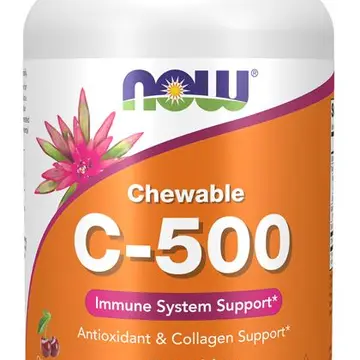 NOW®
Chewable
C-500
Immune System Support*
Antioxidant & Collagen Support*